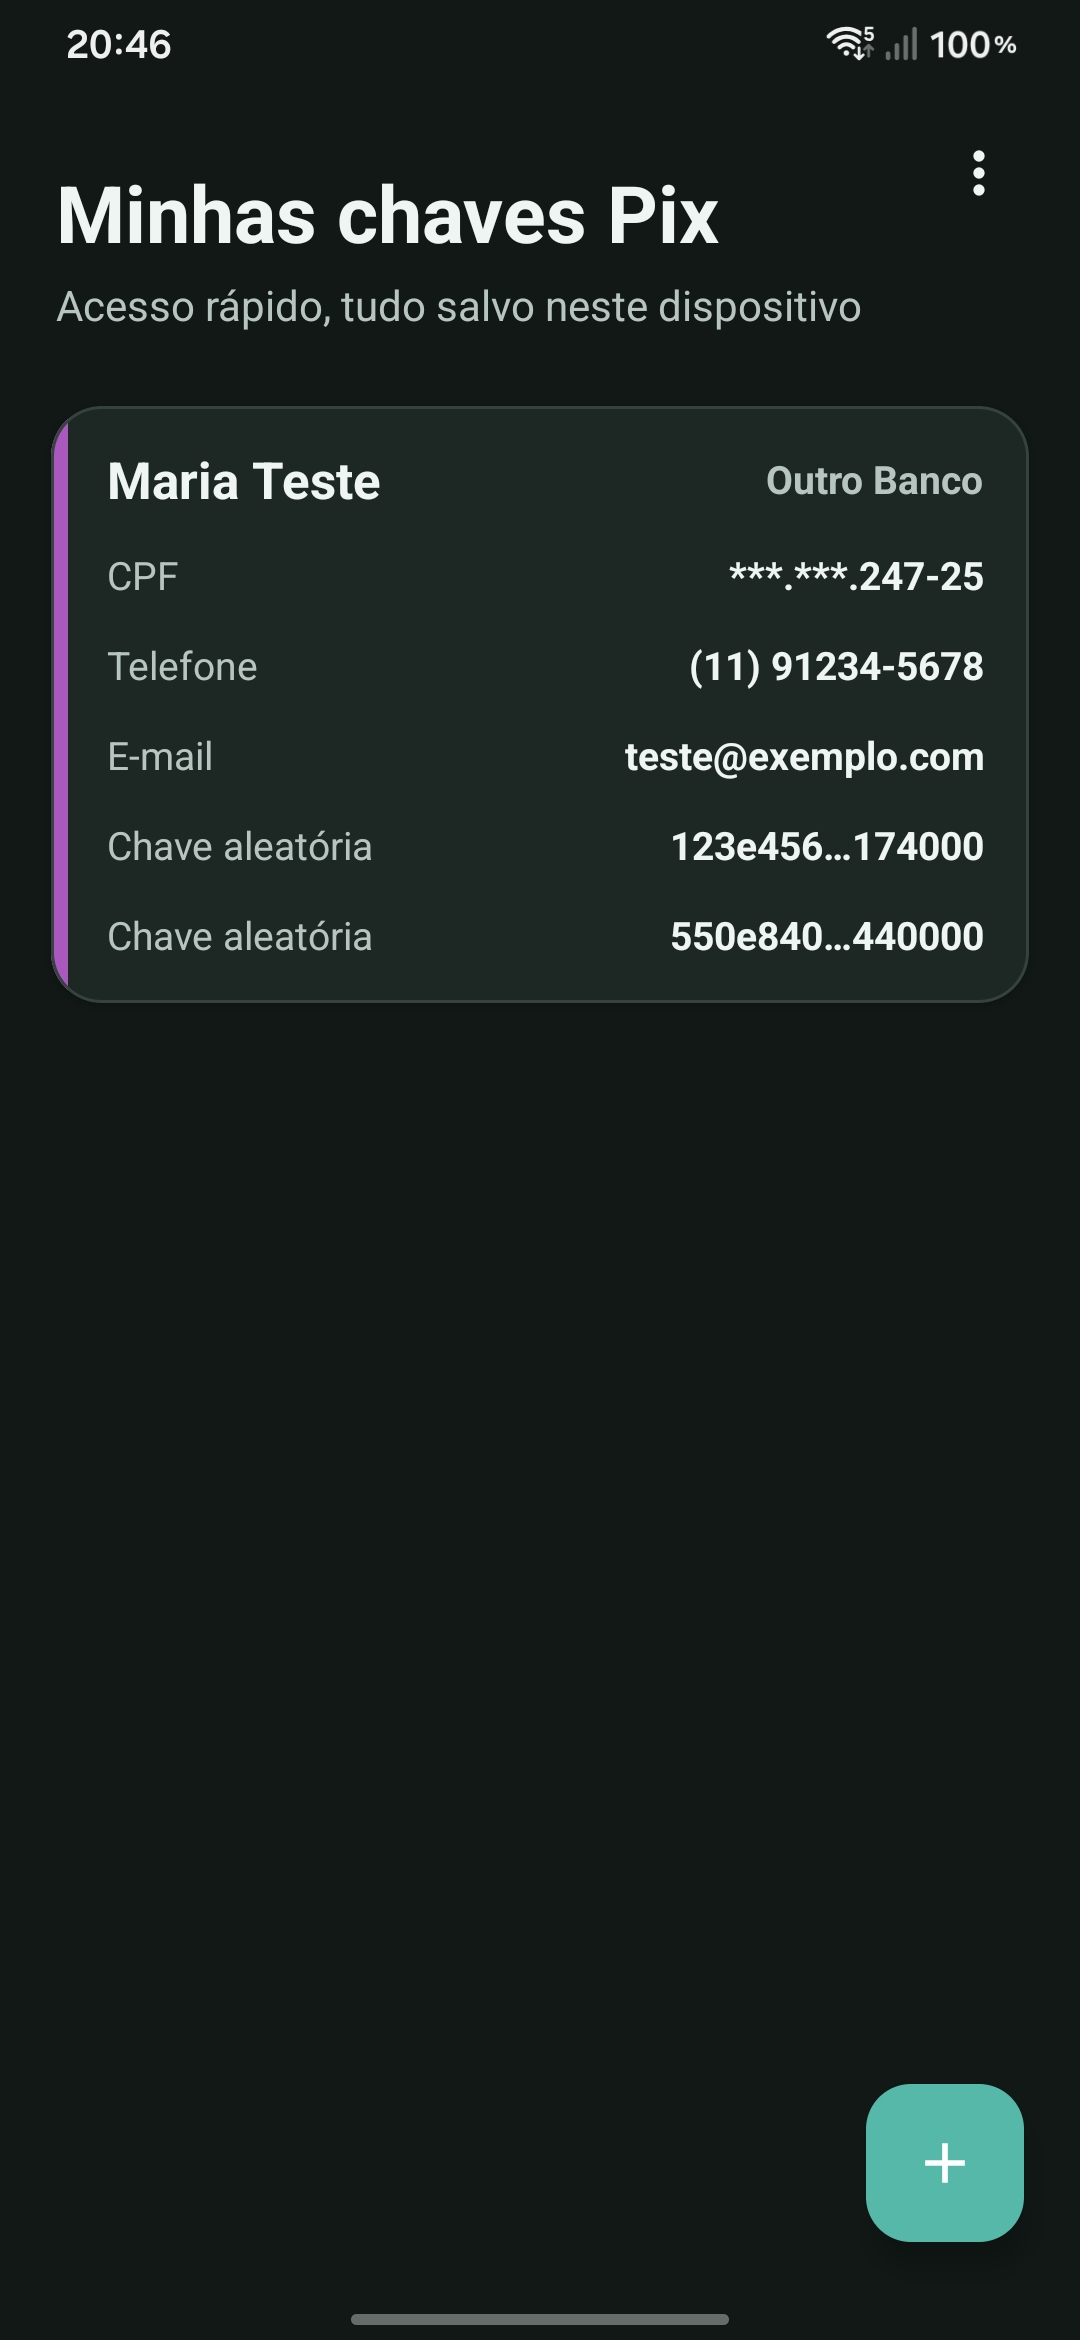 20:46
5 100%
Minhas chaves Pix
Acesso rápido, tudo salvo neste dispositivo
Maria Teste Outro Banco
CPF ***.***.247-25
Telefone (11) 91234-5678
E-mail teste@exemplo.com
Chave aleatória 123e456...174000
Chave aleatória 550e840...440000
+